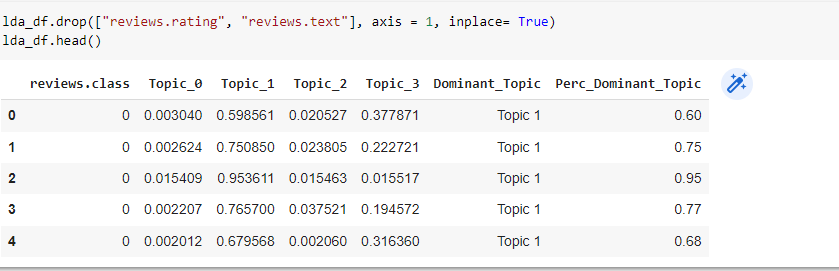 lda_df.drop(["reviews.rating", "reviews.text"], axis = 1, inplace= True)
lda_df.head()
reviews.class Topic_0 Topic_1 Topic_2 Topic_3 Dominant_Topic Perc_Dominant_Topic
0 0 0.003040 0.598561 0.020527 0.377871 Topic 1 0.60
1 0 0.002624 0.750850 0.023805 0.222721 Topic 1 0.75
2 0 0.015409 0.953611 0.015463 0.015517 Topic 1 0.95
3 0 0.002207 0.765700 0.037521 0.194572 Topic 1 0.77
4 0 0.002012 0.679568 0.002060 0.316360 Topic 1 0.68